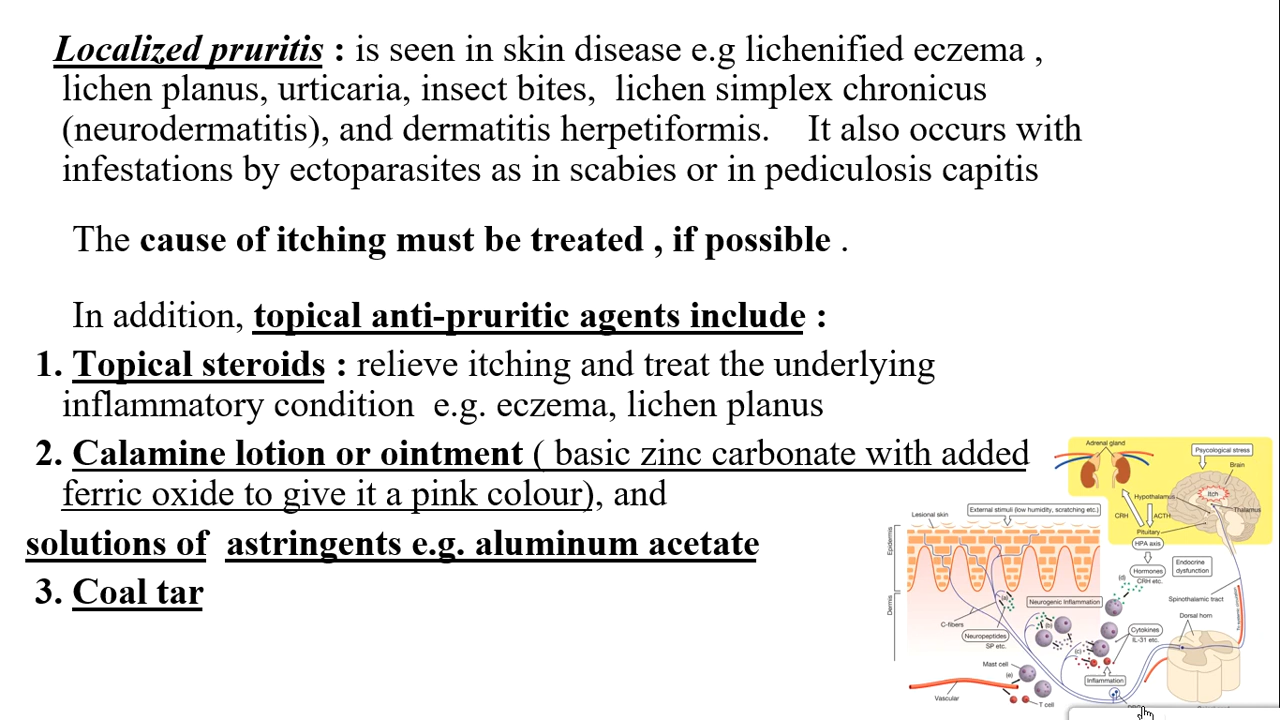 Localized pruritis : is seen in skin disease e.g lichenified eczema ,
lichen planus, urticaria, insect bites, lichen simplex chronicus
(neurodermatitis), and dermatitis herpetiformis. It also occurs with
infestations by ectoparasites as in scabies or in pediculosis capitis
The cause of itching must be treated , if possible .
In addition, topical anti-pruritic agents include :
1. Topical steroids : relieve itching and treat the underlying
inflammatory condition e.g. eczema, lichen planus
2. Calamine lotion or ointment ( basic zinc carbonate with added
ferric oxide to give it a pink colour), and
solutions of astringents e.g. aluminum acetate
3. Coal tar
Adrenal gland
Psycological stress
Brain
Itch
Hypothalamus
Thalamus
CRH
ACTH
Pituitary
HPA axis
Lesional skin
External stimuli (low humidity, scratching etc.)
Epidermis
Dermis
Hormones
CRH etc.
Endocrine
dysfunction
(d)
(a)
Neurogenic Inflammation
Spinothalamic tract
Dorsal horn
C-fibers
Neuropeptides
SP etc.
(b)
Cytokines
IL-31 etc.
(c)
Mast cell
(e)
Inflammation
Vascular
T cell